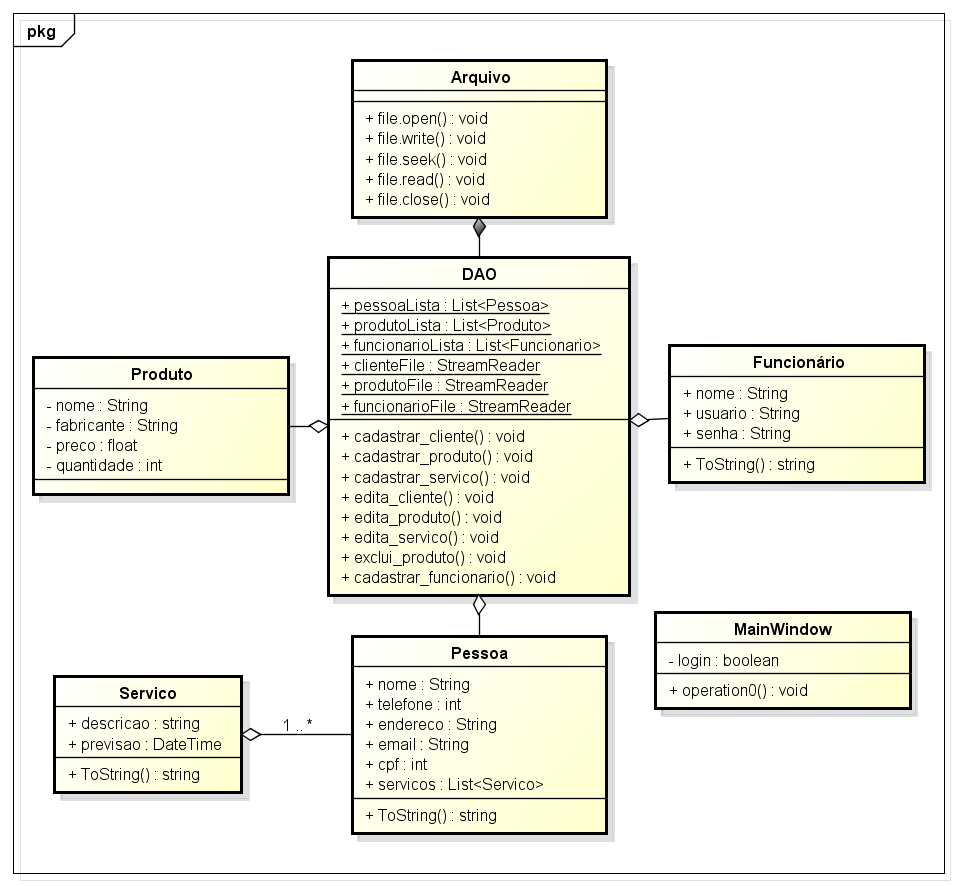 pkg
Arquivo
+ file.open() : void
+ file.write() : void
+ file.seek() : void
+ file.read() : void
+ file.close() : void
DAO
+ pessoaLista : List<Pessoa>
+ produtoLista : List<Produto>
+ funcionarioLista : List<Funcionario>
+ clienteFile : StreamReader
+ produtoFile : StreamReader
+ funcionarioFile : StreamReader
+ cadastrar_cliente() : void
+ cadastrar_produto() : void
+ cadastrar_servico() : void
+ edita_cliente() : void
+ edita_produto() : void
+ edita_servico() : void
+ exclui_produto() : void
+ cadastrar_funcionario() : void
Produto
- nome : String
- fabricante : String
- preco : float
- quantidade : int
Funcionário
+ nome : String
+ usuario : String
+ senha : String
+ ToString() : string
MainWindow
- login : boolean
+ operation0() : void
Pessoa
+ nome : String
+ telefone : int
+ endereco : String
+ email : String
+ cpf : int
+ servicos : List<Servico>
+ ToString() : string
Servico
+ descricao : string
+ previsao : DateTime
+ ToString() : string
1 .. *